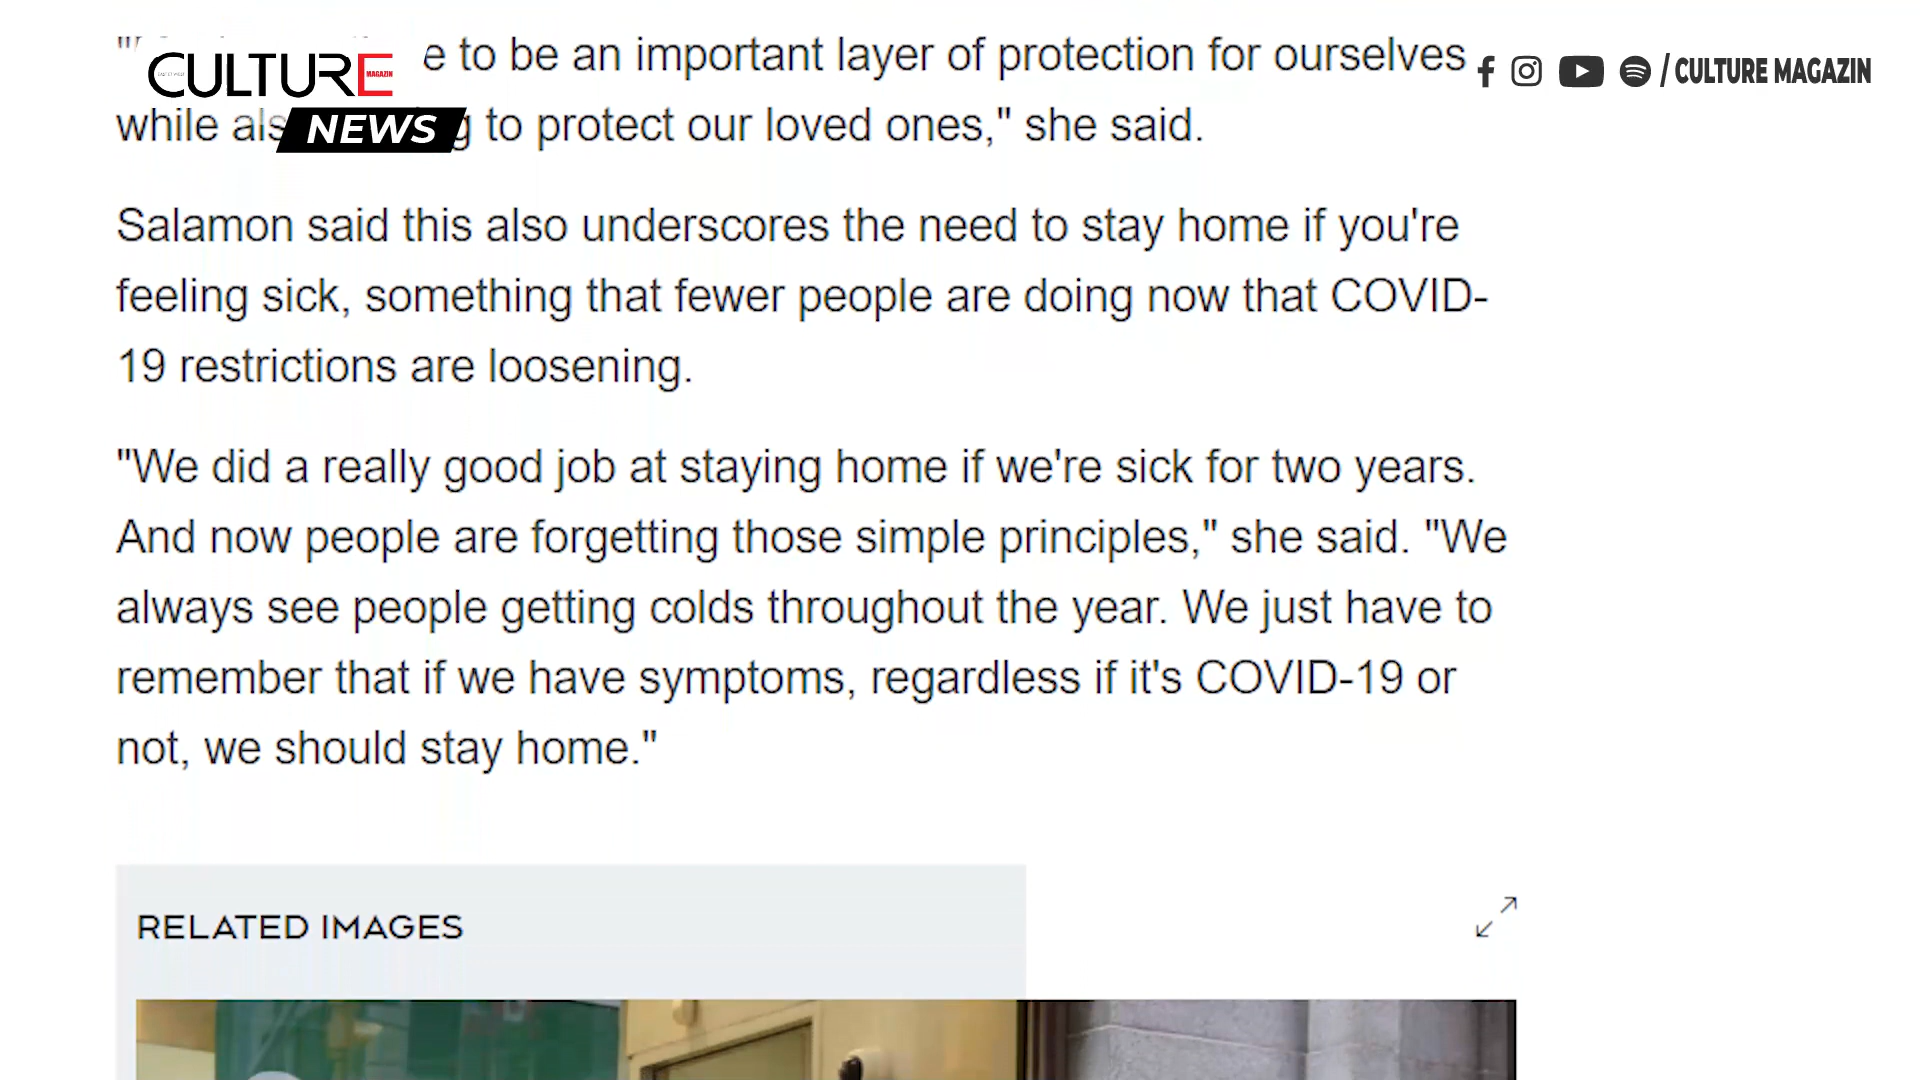 CULTURE
MAGAZIN
NEWS
/ CULTURE MAGAZIN
to be an important layer of protection for ourselves
while to protect our loved ones," she said.
Salamon said this also underscores the need to stay home if you're
feeling sick, something that fewer people are doing now that COVID-
19 restrictions are loosening.
"We did a really good job at staying home if we're sick for two years.
And now people are forgetting those simple principles," she said. "We
always see people getting colds throughout the year. We just have to
remember that if we have symptoms, regardless if it's COVID-19 or
not, we should stay home."
RELATED IMAGES